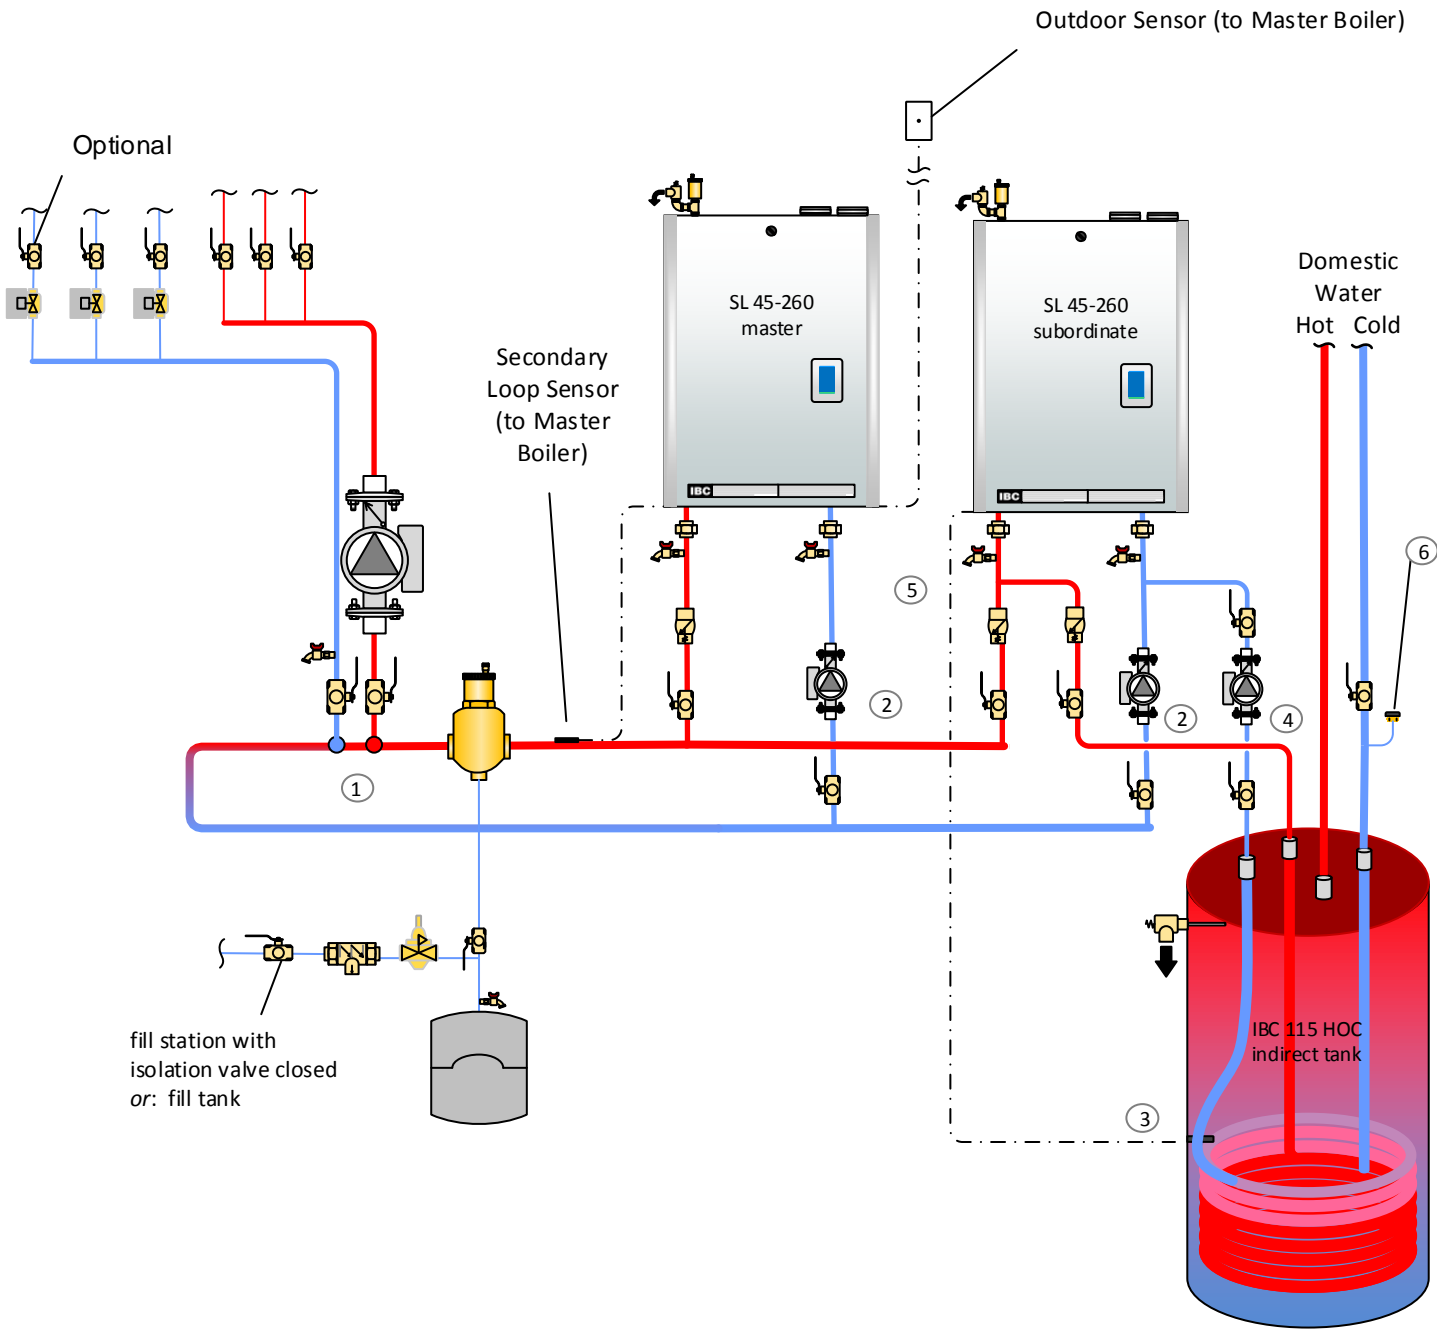 Outdoor Sensor (to Master Boiler)
Optional
SL 45-260
master
SL 45-260
subordinate
Domestic
Water
Hot Cold
Secondary
Loop Sensor
(to Master
Boiler)
IBC
IBC
6
5
2
2
4
1
fill station with
isolation valve closed
or: fill tank
IBC 115 HOC
indirect tank
3